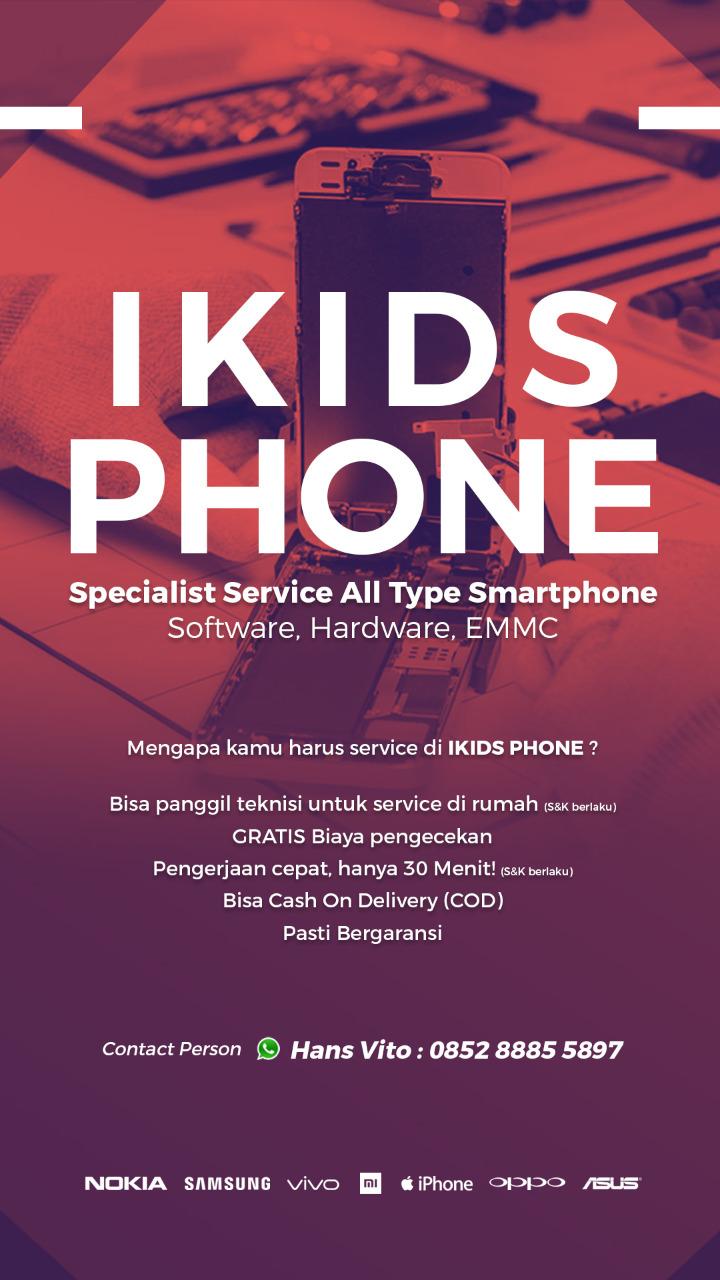 IKIDS
PHONE
Specialist Service All Type Smartphone
Software, Hardware, EMMC
Mengapa kamu harus service di IKIDS PHONE ?
Bisa panggil teknisi untuk service di rumah (S&K berlaku)
GRATIS Biaya pengecekan
Pengerjaan cepat, hanya 30 Menit! (S&K berlaku)
Bisa Cash On Delivery (COD)
Pasti Bergaransi
Contact Person Hans Vito : 0852 8885 5897
NOKIA SAMSUNG vivo mi iPhone oppo ASUS